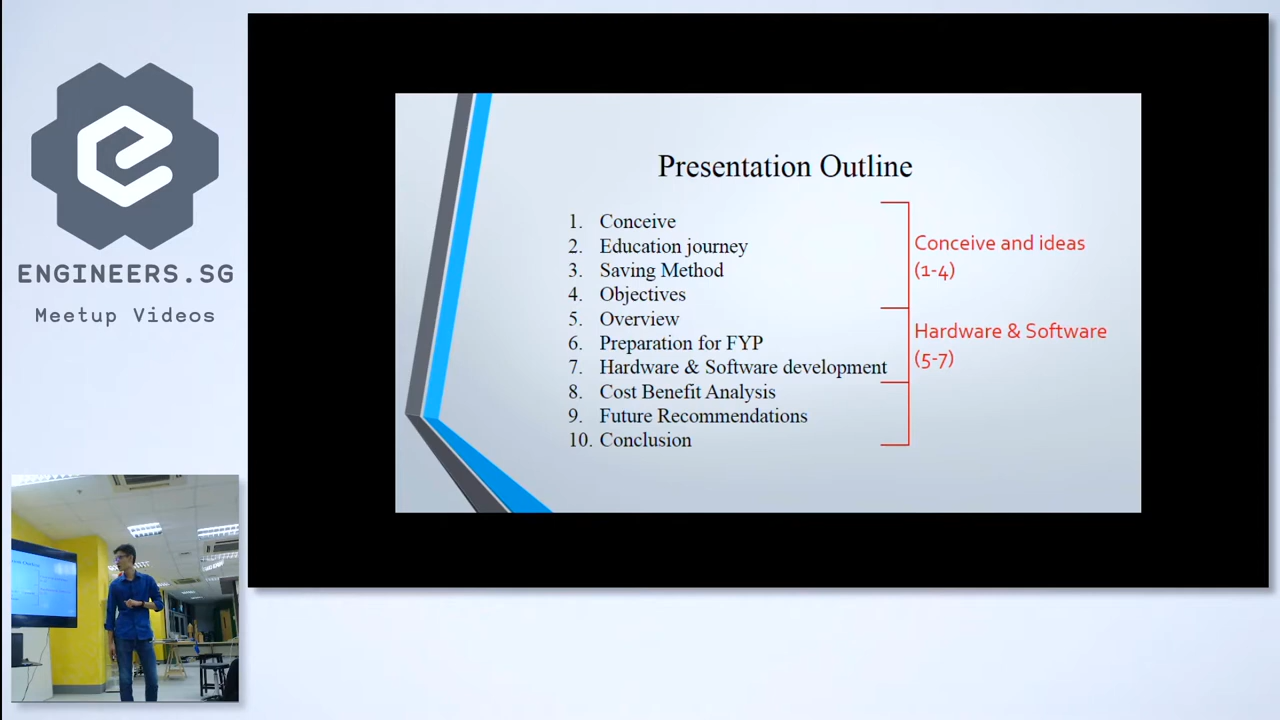 ENGINEERS.SG
Meetup Videos
Presentation Outline
1. Conceive
2. Education journey
3. Saving Method
4. Objectives
5. Overview
6. Preparation for FYP
7. Hardware & Software development
8. Cost Benefit Analysis
9. Future Recommendations
10. Conclusion
Conceive and ideas
(1-4)
Hardware & Software
(5-7)